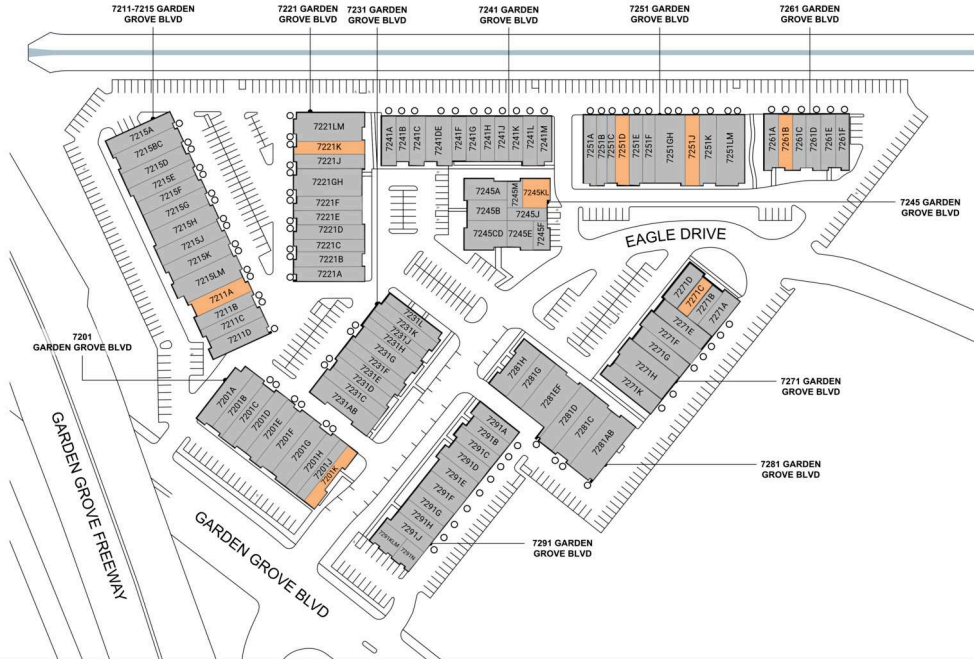 7211-7215 GARDEN
GROVE BLVD
7221 GARDEN
GROVE BLVD
7231 GARDEN
GROVE BLVD
7241 GARDEN
GROVE BLVD
7251 GARDEN
GROVE BLVD
7261 GARDEN
GROVE BLVD
7215A
7215BC
7215D
7215E
7215F
7215G
7215H
7215J
7215K
7215LM
7211A
7211B
7211C
7211D
7221LM
7221K
7221J
7221GH
7221F
7221E
7221D
7221C
7221B
7221A
7241A
7241B
7241C
7241DE
7241F
7241G
7241H
7241J
7241K
7241L
7241M
7245A
7245M
7245KL
7245B
7245J
7245CD
7245E
7245F
7251A
7251B
7251C
7251D
7251E
7251F
7251GH
7251J
7251K
7251LM
7261A
7261B
7261C
7261D
7261E
7261F
7245 GARDEN
GROVE BLVD
EAGLE DRIVE
7271D
7271C
7271B
7271A
7271E
7271F
7271G
7271H
7271K
7271 GARDEN
GROVE BLVD
7231L
7231K
7231J
7231H
7231G
7231F
7231E
7231D
7231C
7231AB
7201
GARDEN GROVE BLVD
7201A
7201B
7201C
7201D
7201E
7201F
7201G
7201H
7201J
7201K
7281H
7281G
7281EF
7281D
7281C
7281AB
7281 GARDEN
GROVE BLVD
7291A
7291B
7291C
7291D
7291E
7291F
7291G
7291H
7291J
7291KLM
7291N
7291 GARDEN
GROVE BLVD
GARDEN GROVE FREEWAY
GARDEN GROVE BLVD